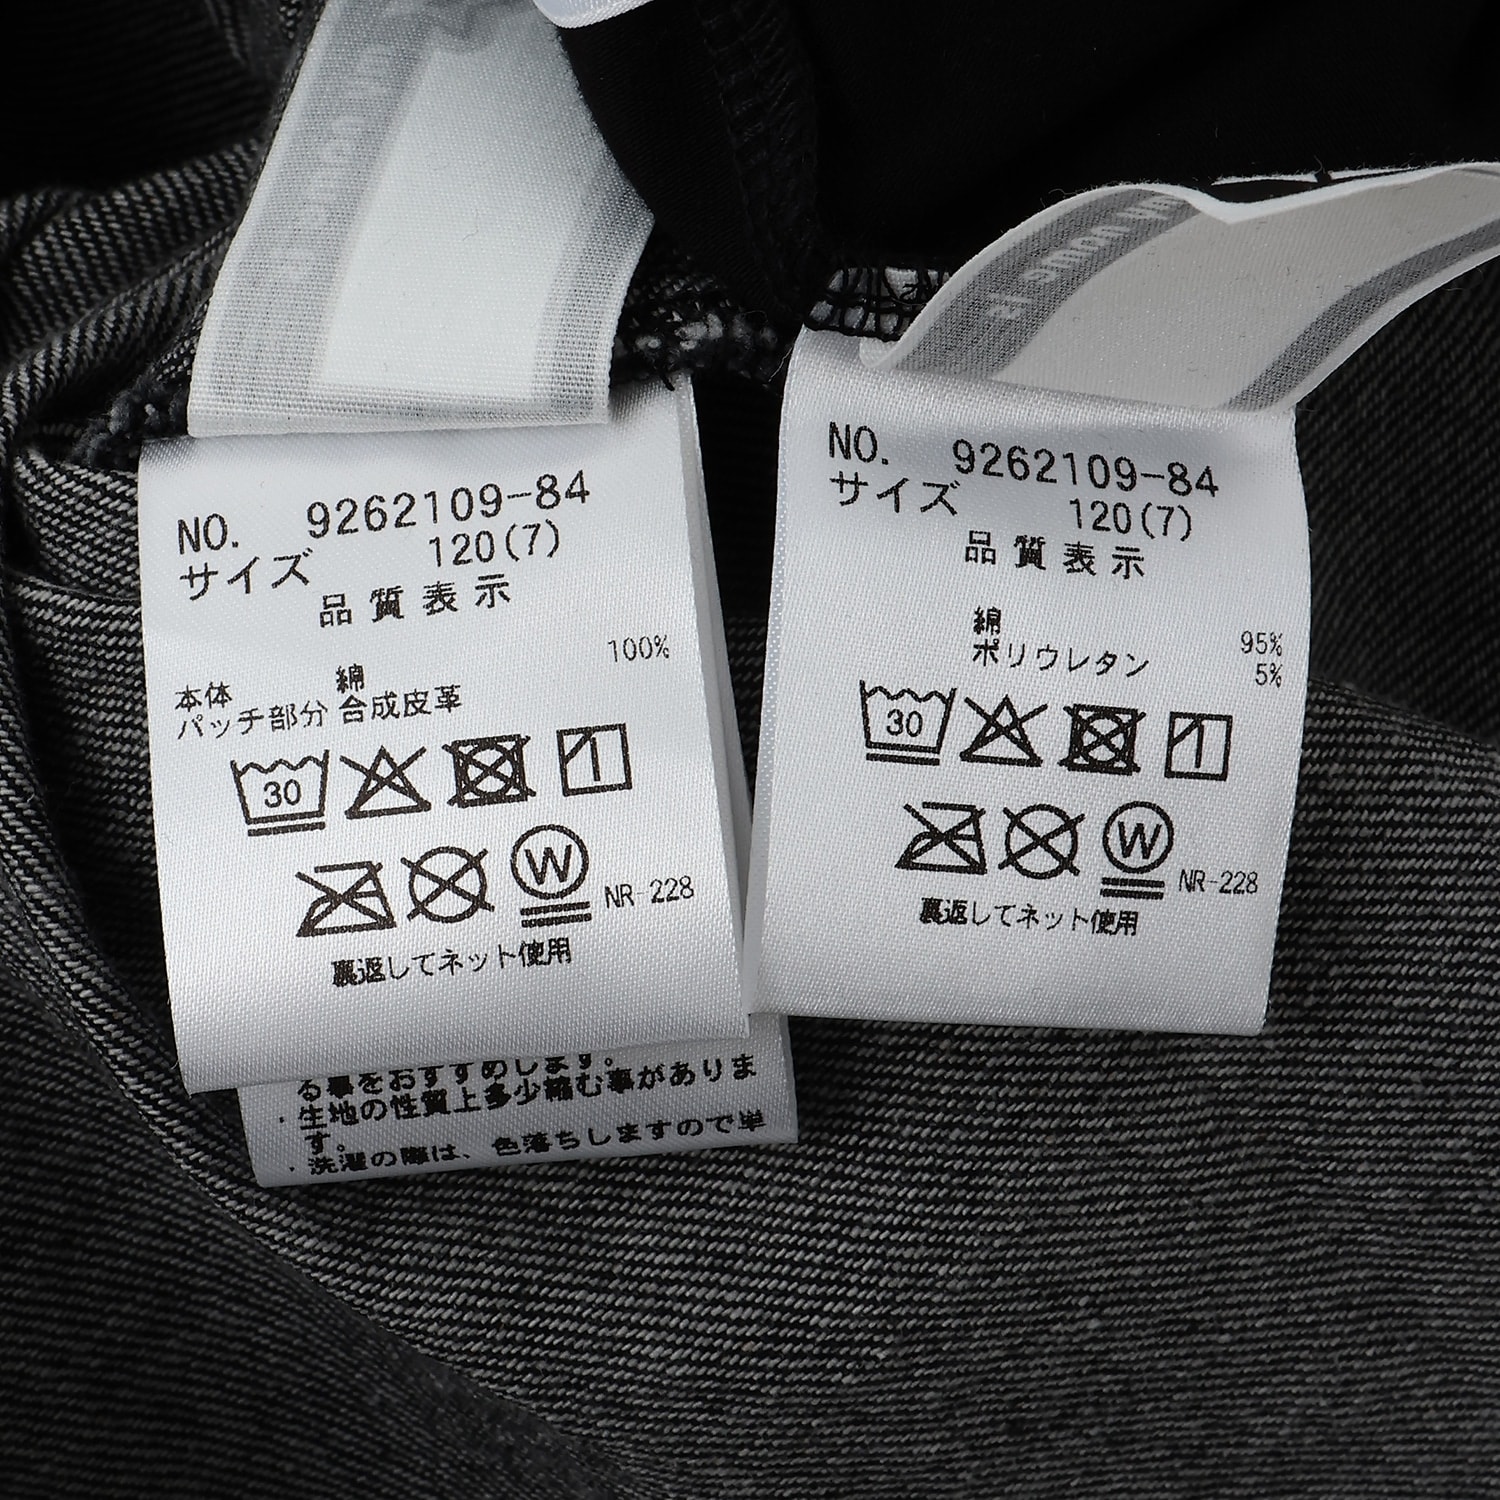 NO. 9262109-84
サイズ 120(7)
品質表示
本体 綿 100%
パッチ部分 合成皮革
30
1
W
NR-228
裏返してネット使用
る事をおすすめします。
・生地の性質上多少縮む事がありま
す。
・洗濯の際は、色落ちしますので単
NO. 9262109-84
サイズ 120(7)
品質表示
綿 95%
ポリウレタン 5%
30
1
W
NR-228
裏返してネット使用